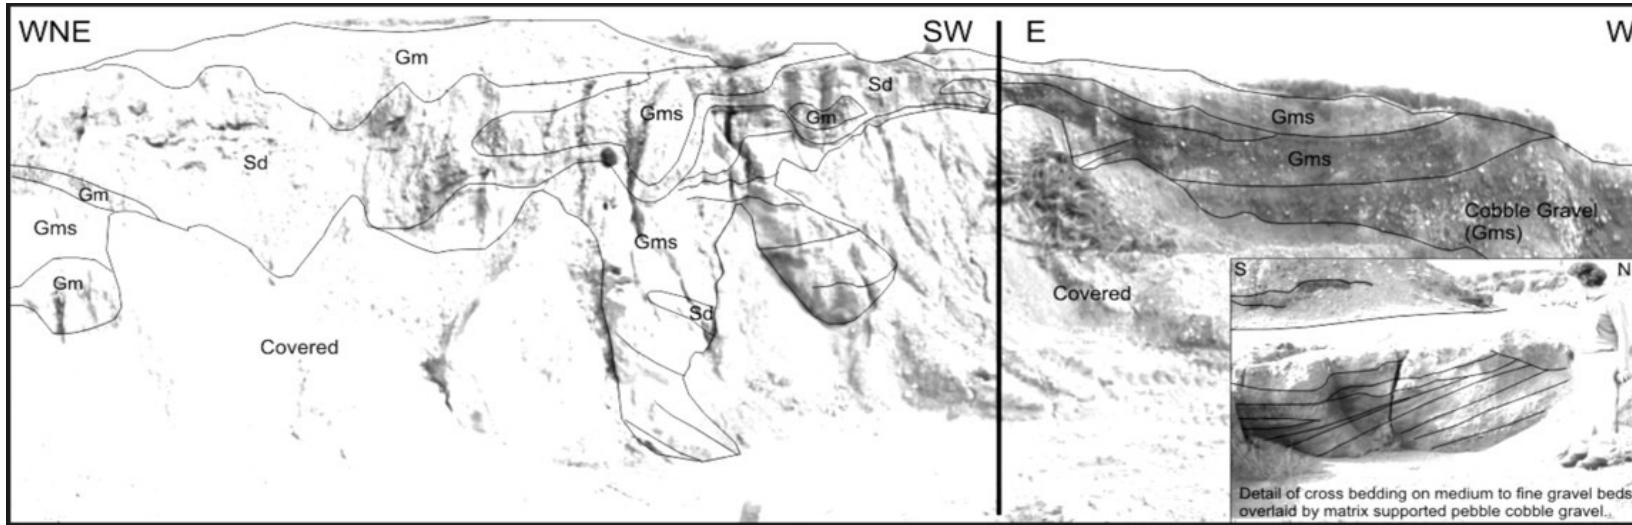 WNE
SW
E
W
Gm
Sd
Gms
Gm
Gms
Sd
Gm
Gms
Gm
Gms
Gms
Cobble Gravel
(Gms)
Gm
Sd
Covered
Covered
S
N
Detail of cross bedding on medium to fine gravel beds
overlaid by matrix supported pebble cobble gravel.